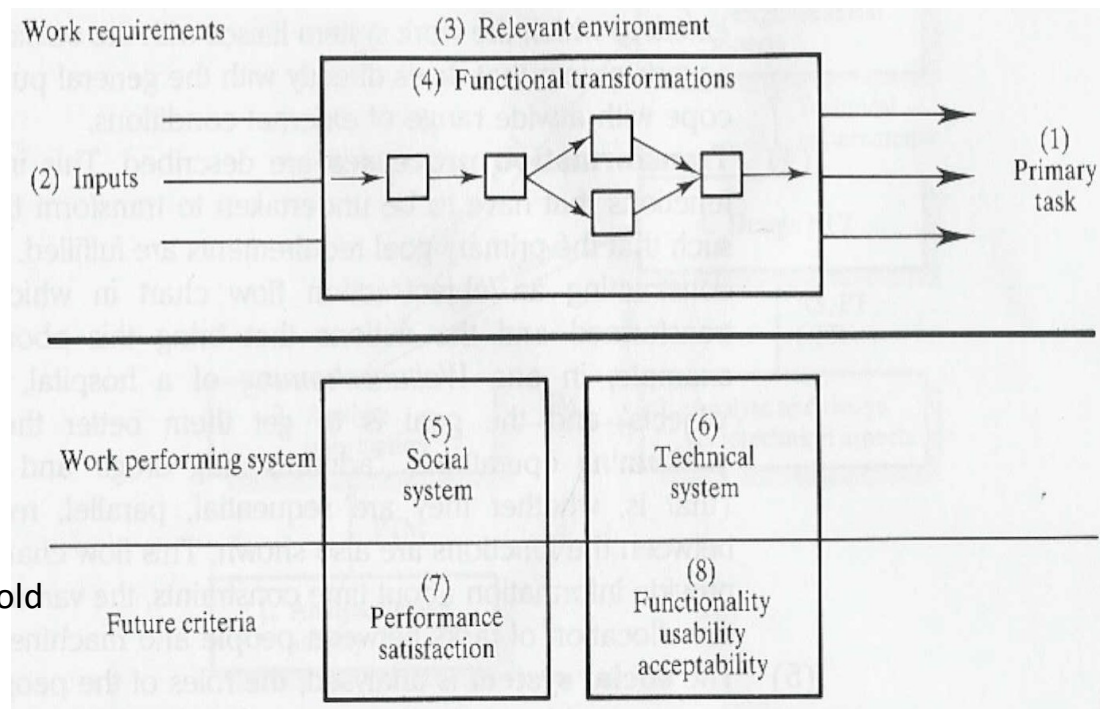 Work requirements
(3) Relevant environment
(4) Functional transformations
(2) Inputs
(1)
Primary
task
Work performing system
(5)
Social
system
(6)
Technical
system
old
Future criteria
(7)
Performance
satisfaction
(8)
Functionality
usability
acceptability